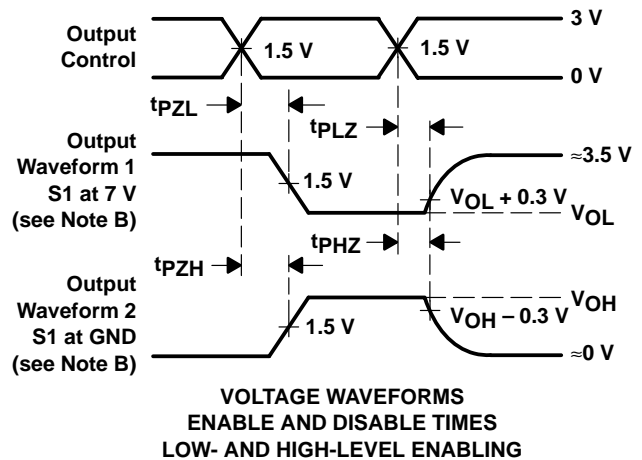 Output
Control
1.5 V
1.5 V
3 V
0 V
tPZL
tPLZ
Output
Waveform 1
S1 at 7 V
(see Note B)
1.5 V
≈3.5 V
VOL + 0.3 V
VOL
tPZH
tPHZ
Output
Waveform 2
S1 at GND
(see Note B)
1.5 V
VOH
VOH – 0.3 V
≈0 V
VOLTAGE WAVEFORMS
ENABLE AND DISABLE TIMES
LOW- AND HIGH-LEVEL ENABLING